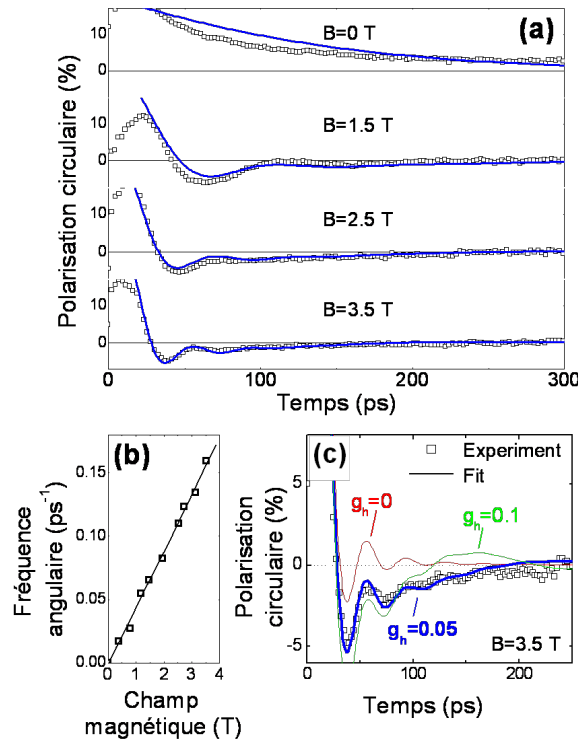 (a)
10
0
B=0 T
10
0
B=1.5 T
10
0
B=2.5 T
10
0
B=3.5 T
Polarisation circulaire (%)
0
100
200
300
Temps (ps)
(b)
0.15
0.10
0.05
0.00
0 1 2 3 4
Fréquence
angulaire (ps⁻¹)
Champ
magnétique (T)
(c)
Experiment
Fit
5
0
-5
g_h=0
g_h=0.1
g_h=0.05
B=3.5 T
Polarisation
circulaire (%)
0 50 100 150 200
Temps (ps)